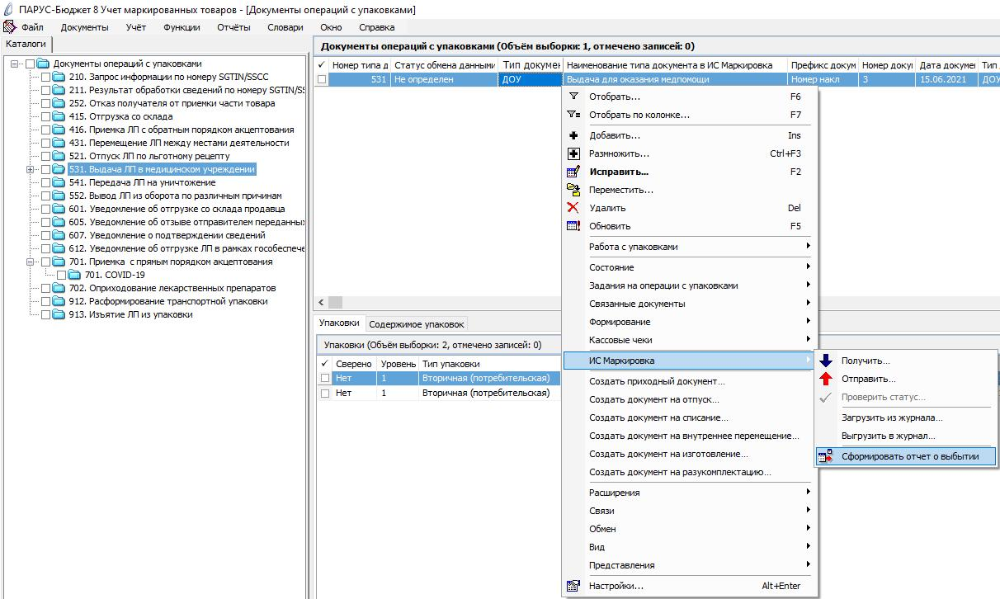 ПАРУС-Бюджет 8 Учет маркированных товаров - [Документы операций с упаковками]
Файл Документы Учёт Функции Отчёты Словари Окно Справка
Каталоги
Документы операций с упаковками
210. Запрос информации по номеру SGTIN/SSCC
211. Результат обработки сведений по номеру SGTIN/SS
252. Отказ получателя от приемки части товара
415. Отгрузка со склада
416. Приемка ЛП с обратным порядком акцептования
431. Перемещение ЛП между местами деятельности
521. Отпуск ЛП по льготному рецепту
531. Выдача ЛП в медицинском учреждении
541. Передача ЛП на уничтожение
552. Вывод ЛП из оборота по различным причинам
601. Уведомление об отгрузке со склада продавца
605. Уведомление об отзыве отправителем переданных
607. Уведомление о подтверждении сведений
612. Уведомление об отгрузке ЛП в рамках гособеспече
701. Приемка с прямым порядком акцептования
701. COVID-19
702. Оприходование лекарственных препаратов
912. Расформирование транспортной упаковки
913. Изъятие ЛП из упаковки
Документы операций с упаковками (Объём выборки: 1, отмечено записей: 0)
✓ Номер типа д Статус обмена данными Тип докумен Наименование типа документа в ИС Маркировка Префикс докум Номер докум Дата докумен Тип
531 Не определен ДОУ Выдача для оказания медпомощи Номер накл 3 15.06.2021 ДОУ
Отобрать... F6
Отобрать по колонке... F7
Добавить... Ins
Размножить... Ctrl+F3
Исправить... F2
Переместить...
Удалить Del
Обновить F5
Работа с упаковками
Состояние
Задания на операции с упаковками
Связанные документы
Формирование
Кассовые чеки
ИС Маркировка
Создать приходный документ...
Создать документ на отпуск...
Создать документ на списание...
Создать документ на внутреннее перемещение...
Создать документ на изготовление...
Создать документ на разукомплектацию...
Расширения
Связи
Обмен
Вид
Представления
Настройки... Alt+Enter
Получить...
Отправить...
Проверить статус...
Загрузить из журнала...
Выгрузить в журнал...
Сформировать отчет о выбытии
Упаковки Содержимое упаковок
Упаковки (Объём выборки: 2, отмечено записей: 0)
✓ Сверено Уровень Тип упаковки
Нет 1 Вторичная (потребительская)
Нет 1 Вторичная (потребительская)